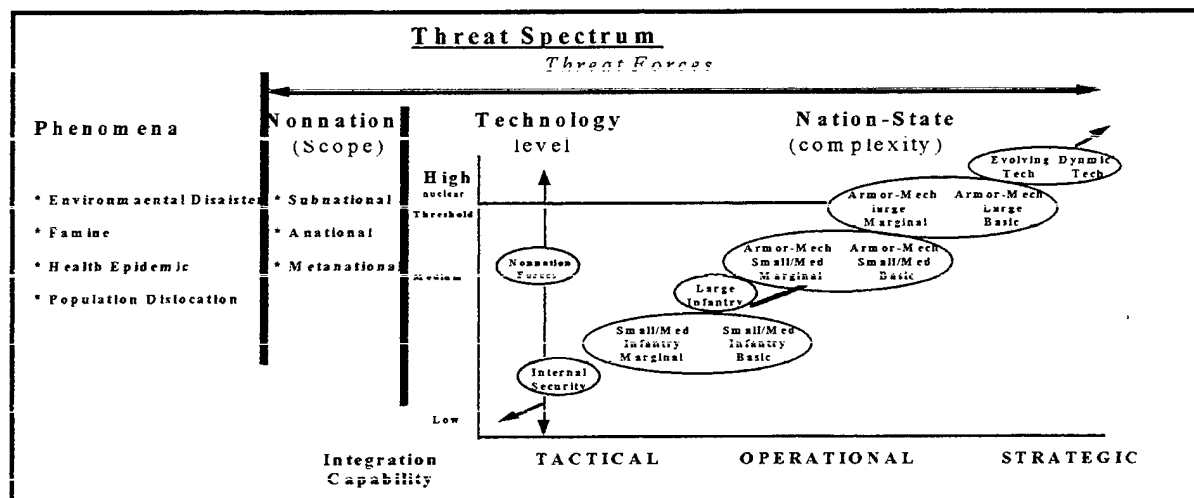 Threat Spectrum
Threat Forces
Phenomena
* Environmaental Disaister
* Famine
* Health Epidemic
* Population Dislocation
Nonnation
(Scope)
* Subnational
* Anational
* Metanational
Technology
level
Nation-State
(complexity)
High
nuclear
Threshold
Medium
Low
Evolving Dynmic
Tech Tech
Armor-Mech Armor-Mech
large Large
Marginal Basic
Armor-Mech Armor-Mech
Small/Med Small/Med
Marginal Basic
Nonnation
Forces
Large
Infantry
Small/Med Small/Med
Infantry Infantry
Marginal Basic
Internal
Security
Integration
Capability
TACTICAL OPERATIONAL STRATEGIC